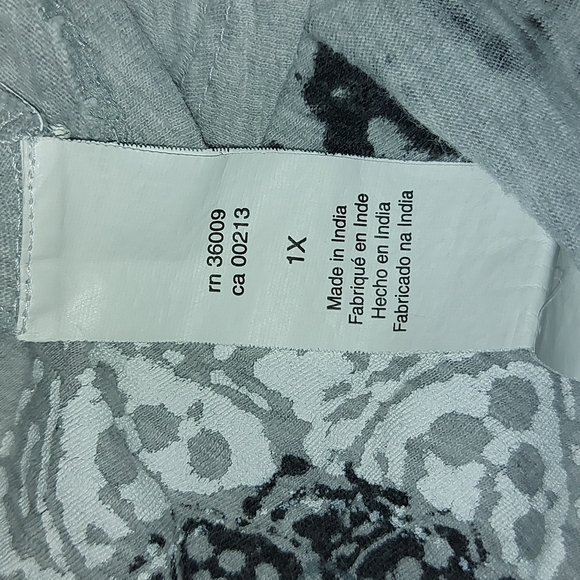 rn 36009
ca 00213
1X
Made in India
Fabriqué en Inde
Hecho en India
Fabricado na India